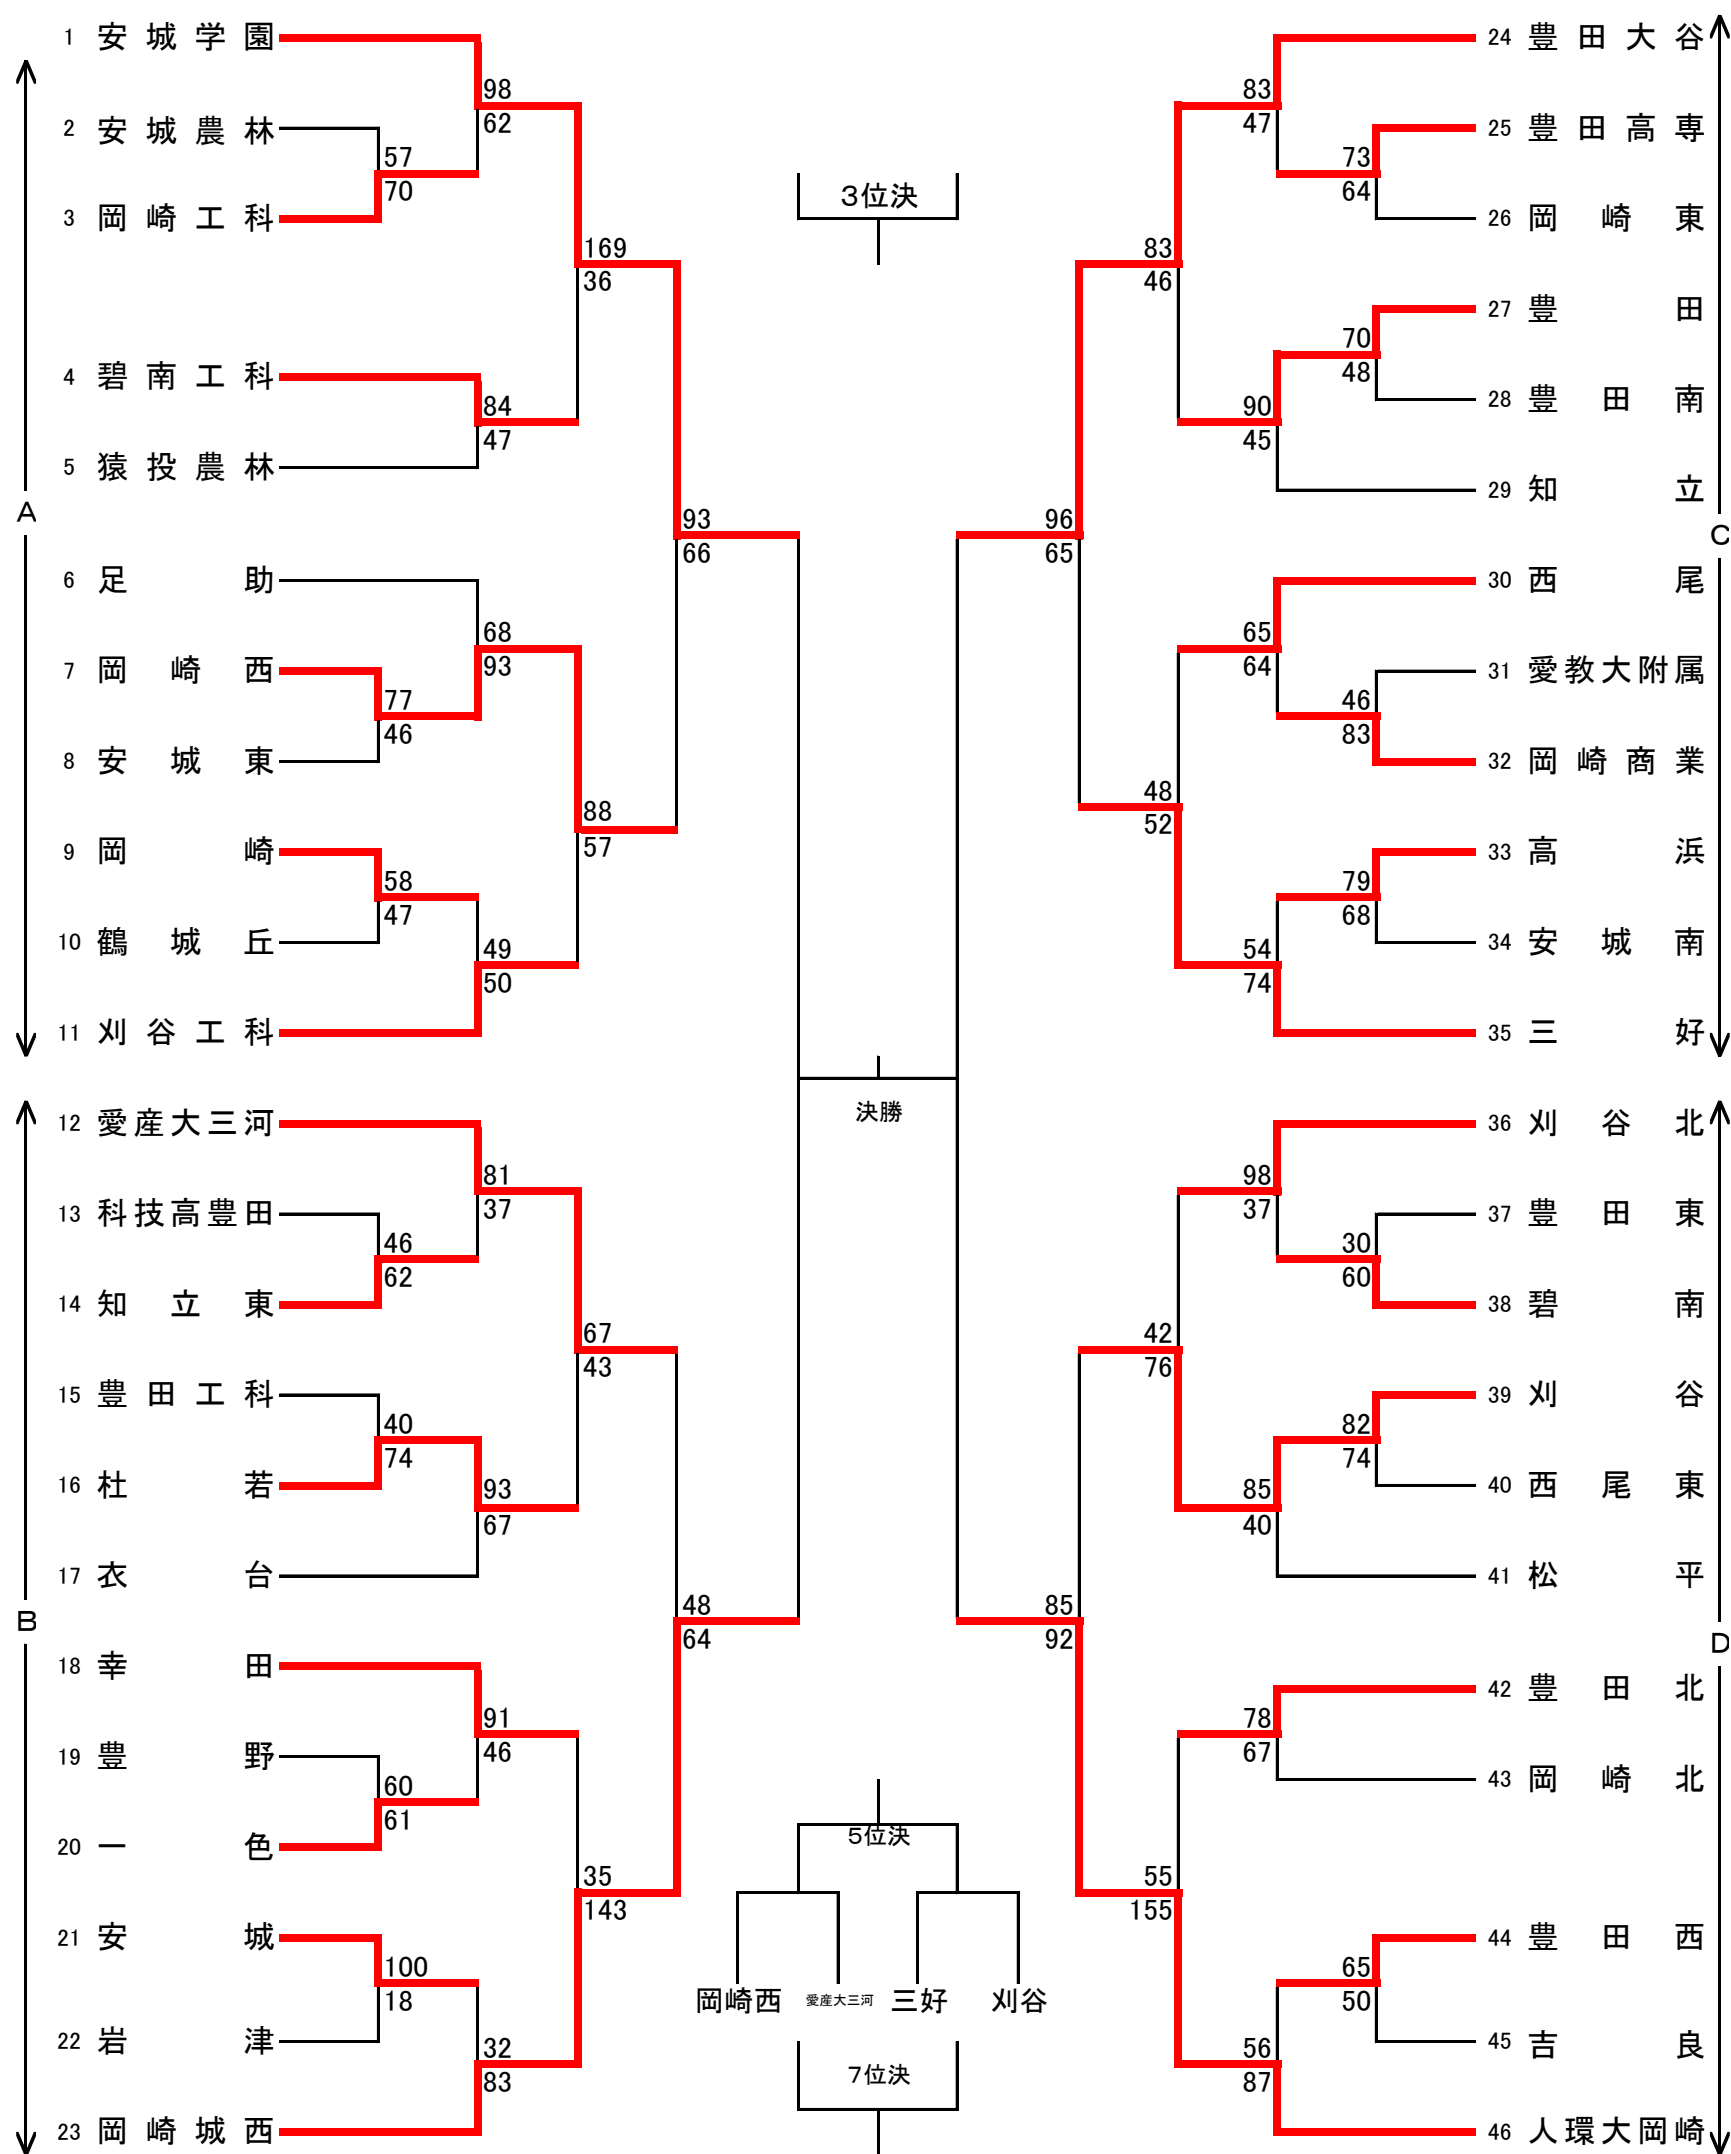 1 安城学園
2 安城農林
3 岡崎工科
4 碧南工科
5 猿投農林
6 足助
7 岡崎西
8 安城東
9 岡崎
10 鶴城丘
11 刈谷工科
12 愛産大三河
13 科技高豊田
14 知立東
15 豊田工科
16 杜若
17 衣台
18 幸田
19 豊野
20 一色
21 安城
22 岩津
23 岡崎城西
A
B
57
70
77
46
58
47
46
62
40
74
60
61
100
18
98
62
84
47
68
93
49
50
81
37
93
67
91
46
32
83
169
36
88
57
67
43
35
143
93
66
48
64
3位決
決勝
5位決
岡崎西 愛産大三河 三好 刈谷
7位決
96
65
85
92
83
46
48
52
42
76
55
155
83
47
90
45
65
64
54
74
98
37
85
40
78
67
56
87
73
64
70
48
46
83
79
68
30
60
82
74
65
50
24 豊田大谷
25 豊田高専
26 岡崎東
27 豊田
28 豊田南
29 知立
30 西尾
31 愛教大附属
32 岡崎商業
33 高浜
34 安城南
35 三好
36 刈谷北
37 豊田東
38 碧南
39 刈谷
40 西尾東
41 松平
42 豊田北
43 岡崎北
44 豊田西
45 吉良
46 人環大岡崎
C
D